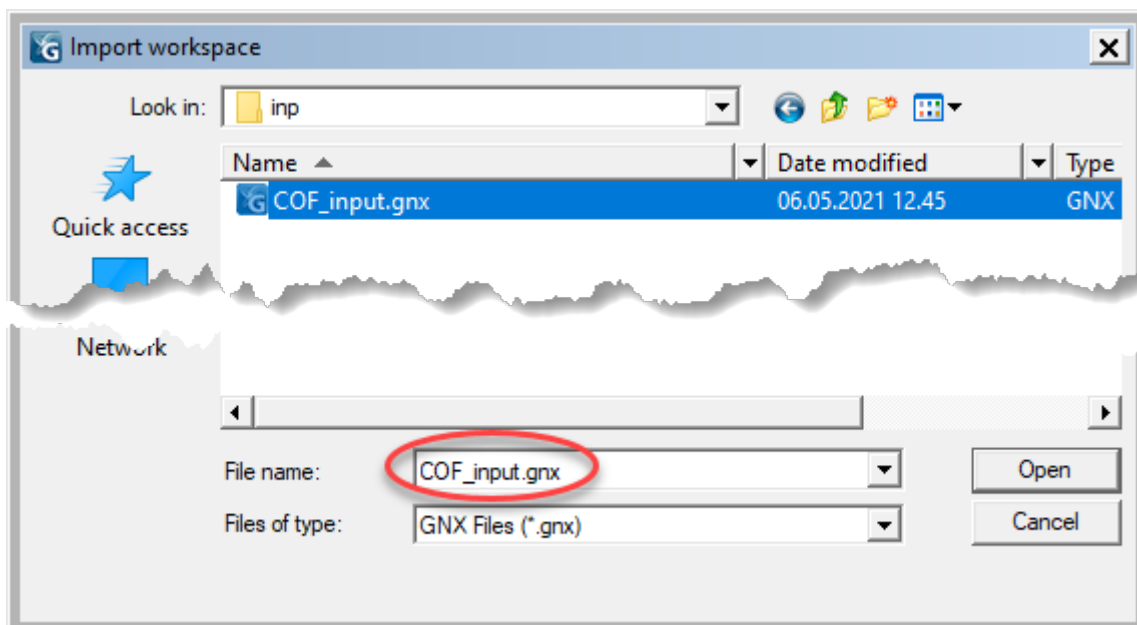 Import workspace
Look in: inp
Name Date modified Type
COF_input.gnx 06.05.2021 12.45 GNX
Quick access
Network
File name: COF_input.gnx Open
Files of type: GNX Files (*.gnx) Cancel